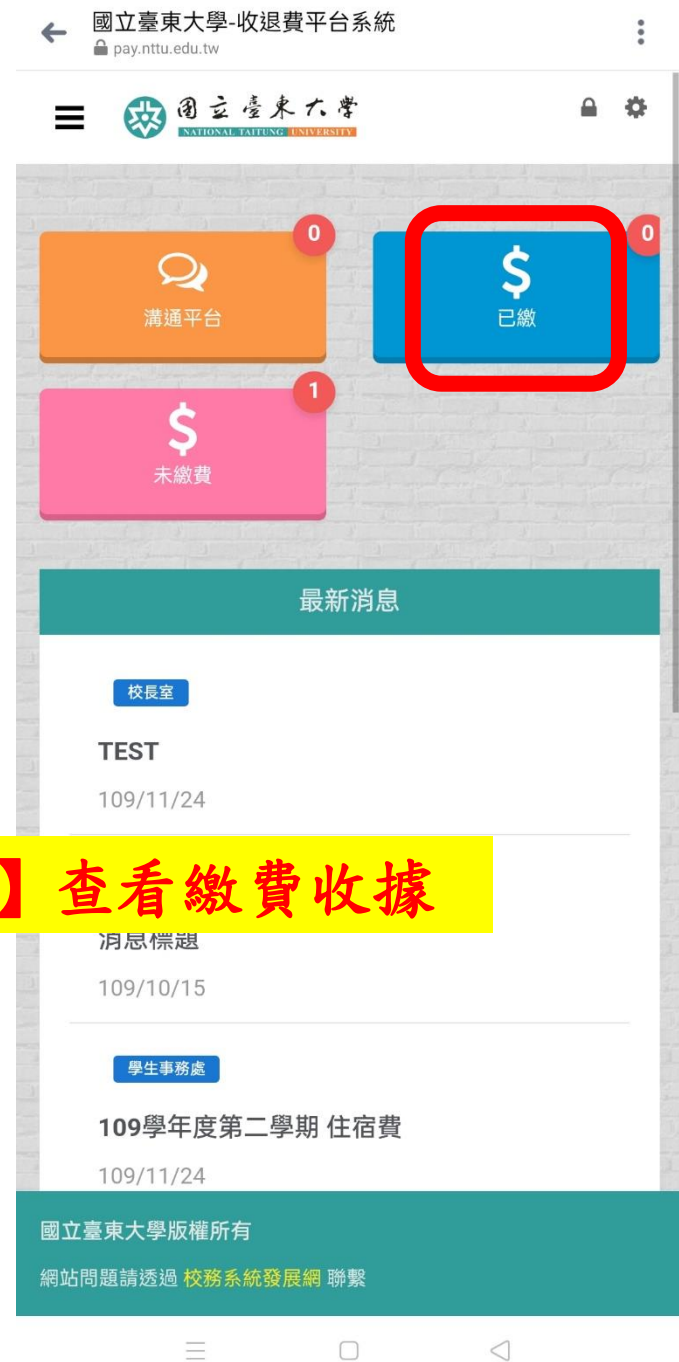 國立臺東大學-收退費平台系統
pay.nttu.edu.tw
國立臺東大學
NATIONAL TAITUNG UNIVERSITY
0
溝通平台
0
已繳
1
未繳費
最新消息
校長室
TEST
109/11/24
】查看繳費收據
消息標題
109/10/15
學生事務處
109學年度第二學期 住宿費
109/11/24
國立臺東大學版權所有
網站問題請透過 校務系統發展網 聯繫